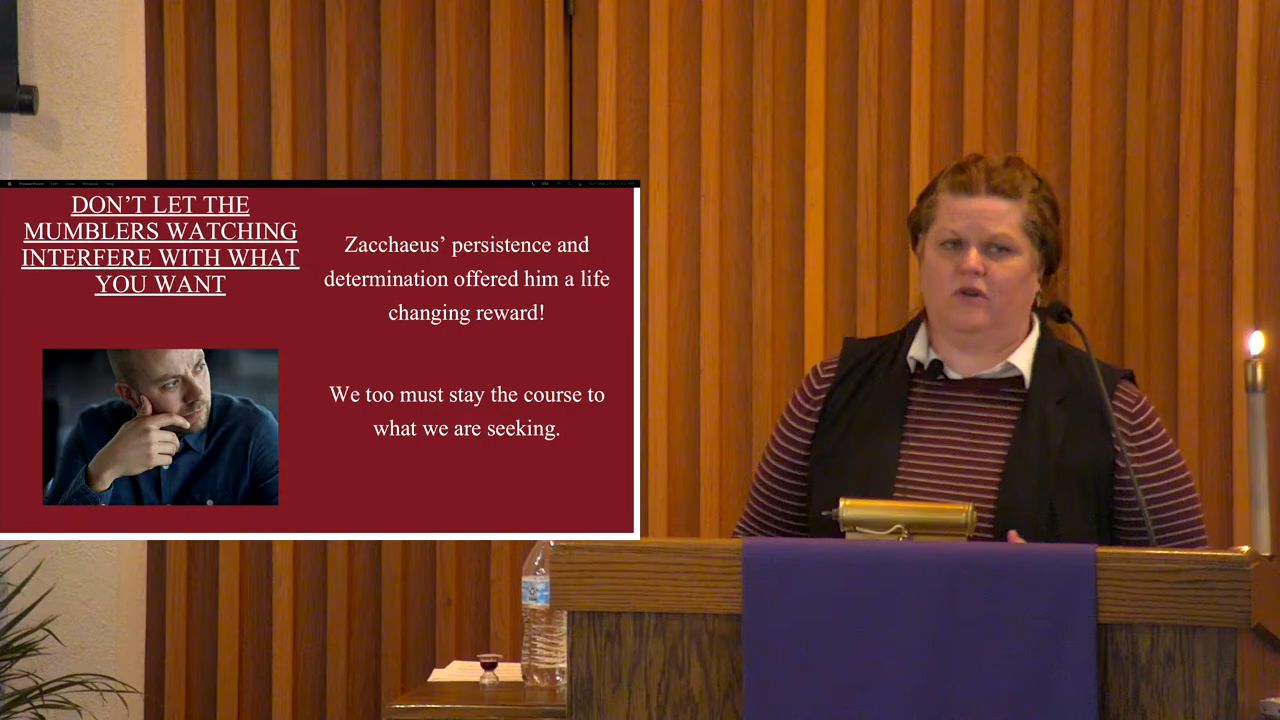 DON'T LET THE
MUMBLERS WATCHING
INTERFERE WITH WHAT
YOU WANT
Zacchaeus' persistence and
determination offered him a life
changing reward!
We too must stay the course to
what we are seeking.